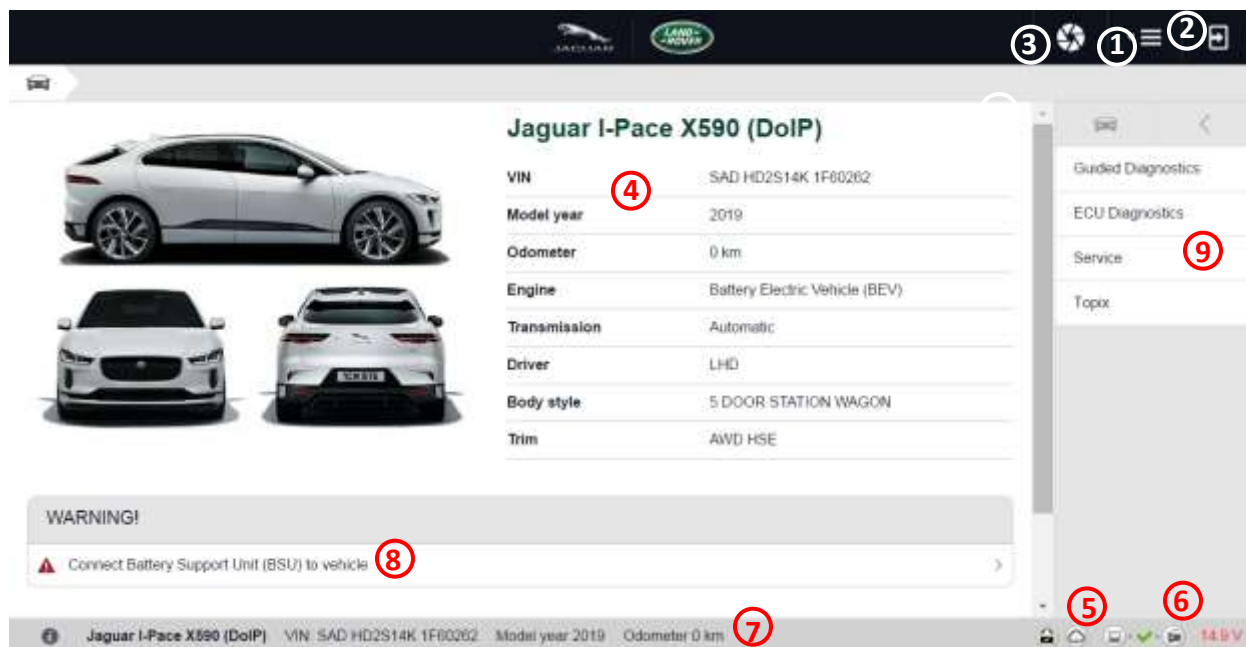 JAGUAR
LAND-
ROVER
3
1
2
Jaguar I-Pace X590 (DoIP)
VIN SAD HD2S14K 1F60262
4
Model year 2019
Odometer 0 km
Engine Battery Electric Vehicle (BEV)
Transmission Automatic
Driver LHD
Body style 5 DOOR STATION WAGON
Trim AWD HSE
Guided Diagnostics
ECU Diagnostics
9
Service
Topix
WARNING!
Connect Battery Support Unit (BSU) to vehicle
8
5
6
Jaguar I-Pace X590 (DoIP) VIN: SAD HD2S14K 1F60262 Model year 2019 Odometer 0 km
7
14.9 V